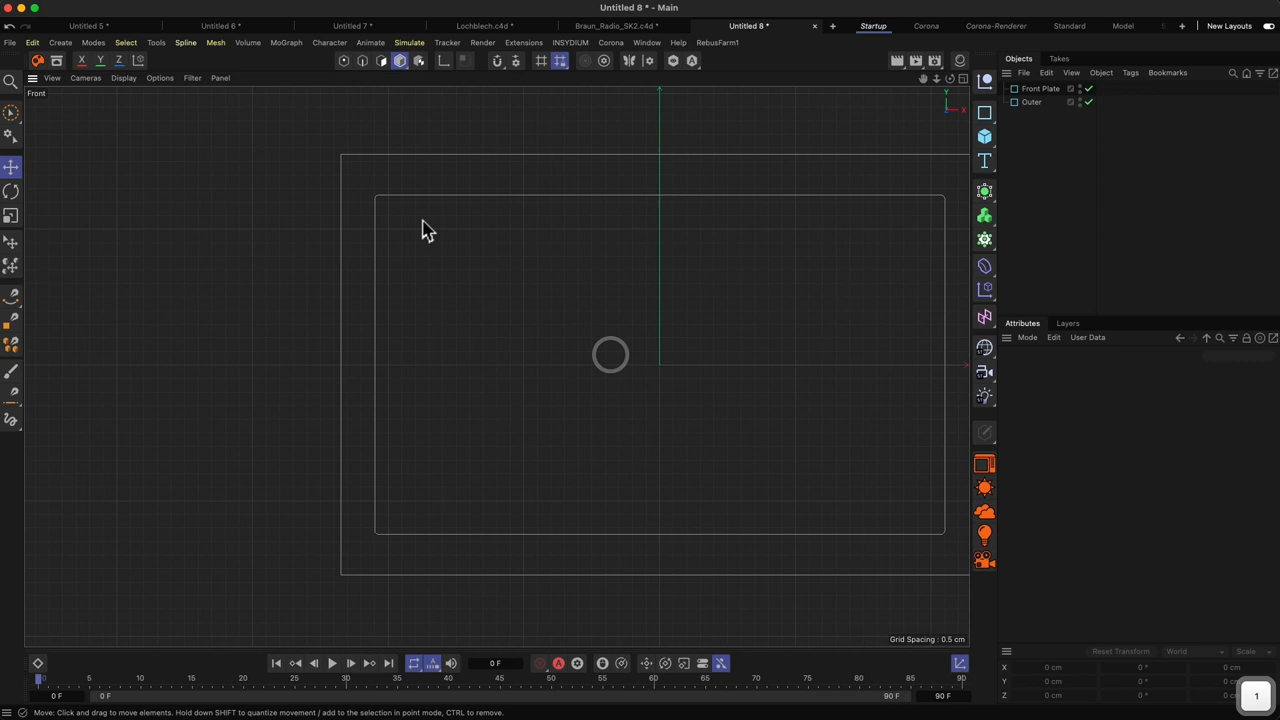 Untitled 8 * - Main
Untitled 5 * Untitled 6 * Untitled 7 * Lochblech.c4d * Braun_Radio_SK2.c4d * Untitled 8 * Startup Corona Corona-Renderer Standard Model New Layouts
File Edit Create Modes Select Tools Spline Mesh Volume MoGraph Character Animate Simulate Tracker Render Extensions INSYDIUM Corona Window Help RebusFarm1
X Y Z
Objects Takes
View Cameras Display Options Filter Panel
File Edit View Object Tags Bookmarks
Front
Y
X
Z
Front Plate
Outer
Attributes Layers
Mode Edit User Data
Grid Spacing : 0.5 cm
Reset Transform World Scale
0 F
X 0 cm 0 ° 0 cm
0 5 10 15 20 25 30 35 40 45 50 55 60 65 70 75 80 85 90
Y 0 cm 0 ° 0 cm
0 F 0 F 90 F 90 F
Z 0 cm 0 ° 0 cm
Move: Click and drag to move elements. Hold down SHIFT to quantize movement / add to the selection in point mode, CTRL to remove.
1